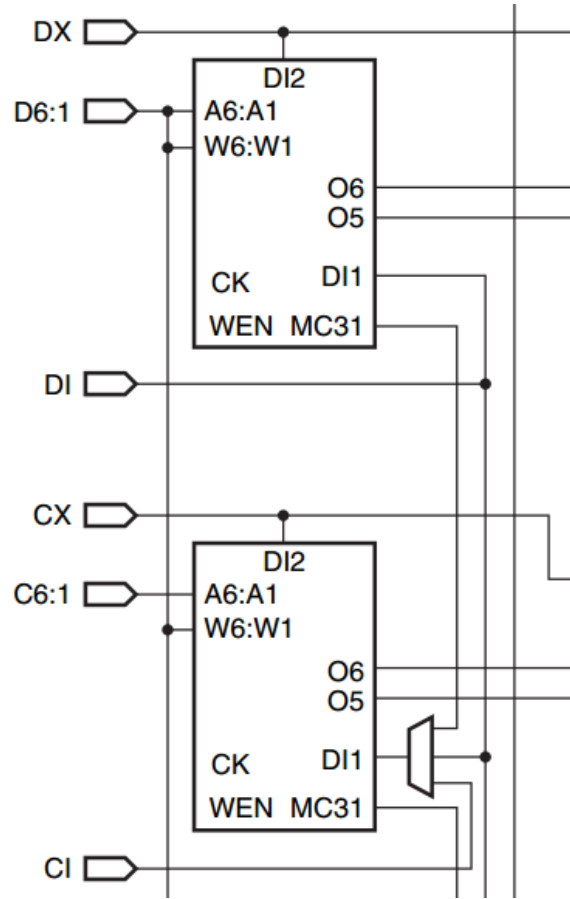 DX
DI2
D6:1
A6:A1
W6:W1
O6
O5
CK
DI1
WEN MC31
DI
CX
DI2
C6:1
A6:A1
W6:W1
O6
O5
CK
DI1
WEN MC31
CI